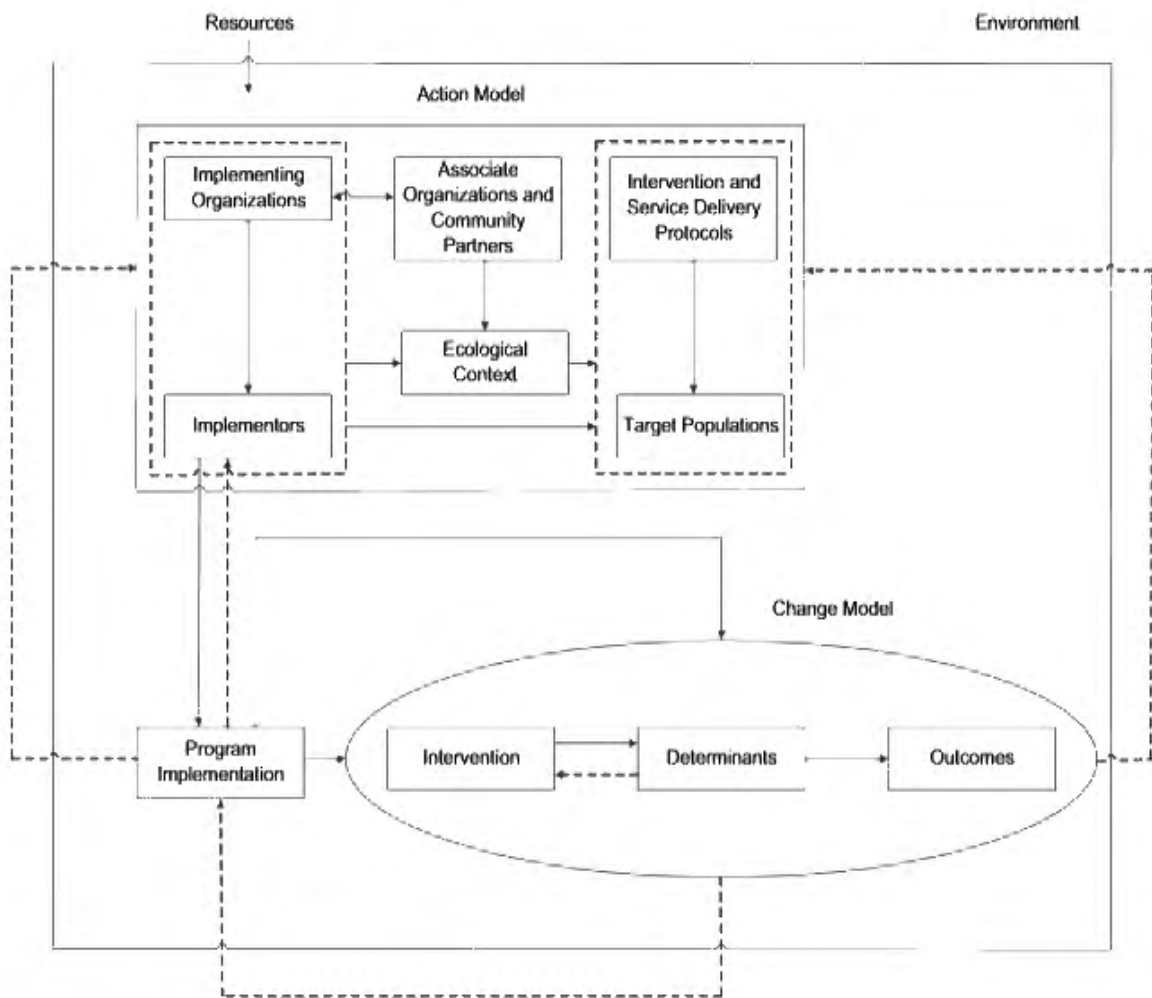 Resources
Environment
Action Model
Implementing
Organizations
Associate
Organizations and
Community
Partners
Intervention and
Service Delivery
Protocols
Ecological
Context
Implementors
Target Populations
Change Model
Program
Implementation
Intervention
Determinants
Outcomes